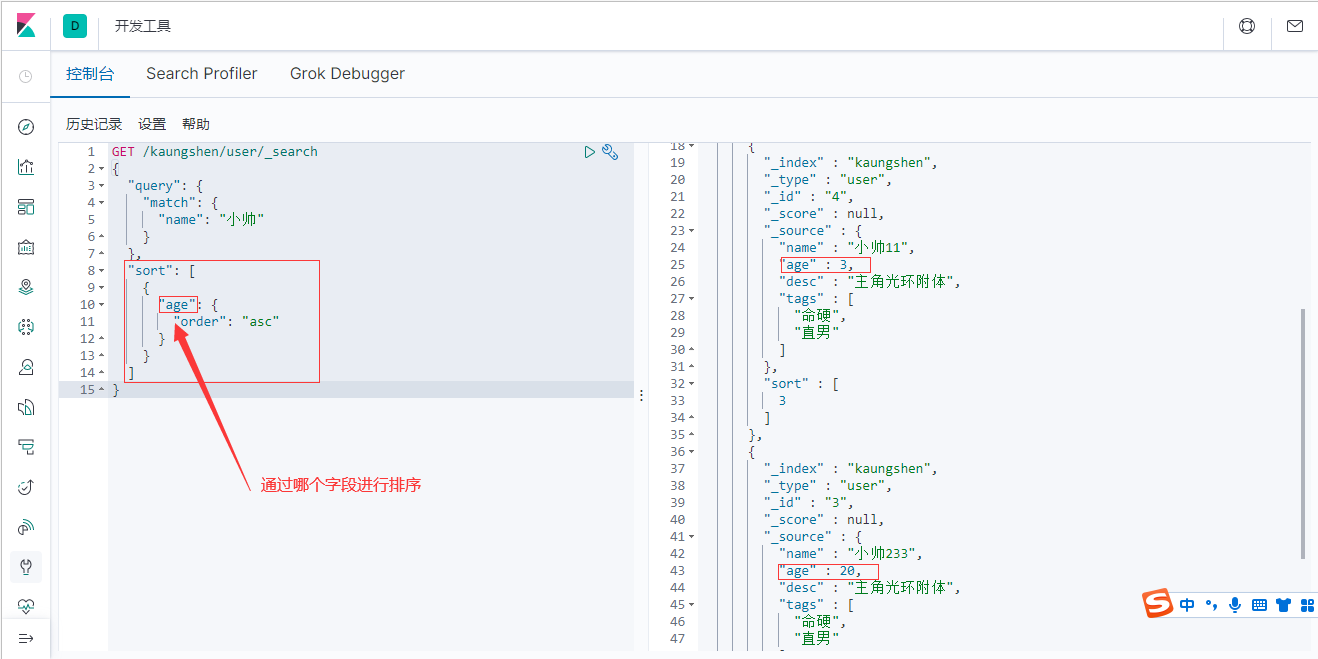 D
开发工具
控制台 Search Profiler Grok Debugger
历史记录 设置 帮助
1 GET /kaungshen/user/_search
2 {
3 "query": {
4 "match": {
5 "name": "小帅"
6 }
7 },
8 "sort": [
9 {
10 "age": {
11 "order": "asc"
12 }
13 }
14 ]
15 }
通过哪个字段进行排序
18 {
19 "_index" : "kaungshen",
20 "_type" : "user",
21 "_id" : "4",
22 "_score" : null,
23 "_source" : {
24 "name" : "小帅11",
25 "age" : 3,
26 "desc" : "主角光环附体",
27 "tags" : [
28 "命硬",
29 "直男"
30 ]
31 },
32 "sort" : [
33 3
34 ]
35 },
36 {
37 "_index" : "kaungshen",
38 "_type" : "user",
39 "_id" : "3",
40 "_score" : null,
41 "_source" : {
42 "name" : "小帅233",
43 "age" : 20,
44 "desc" : "主角光环附体",
45 "tags" : [
46 "命硬",
47 "直男"
S 中